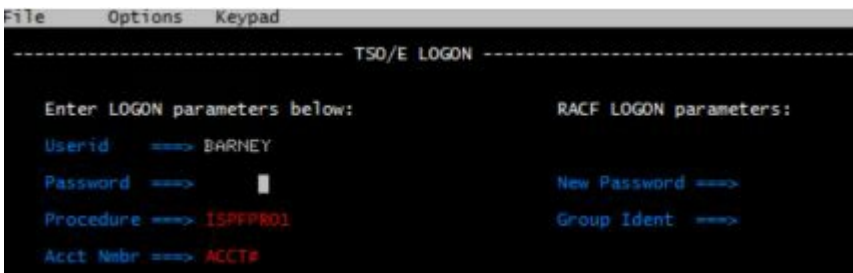 File Options Keypad
------------------------------- TSO/E LOGON -----------------------------------
Enter LOGON parameters below: RACF LOGON parameters:
Userid ===> BARNEY
Password ===> New Password ===>
Procedure ===> ISPFPRO1 Group Ident ===>
Acct Nmbr ===> ACCT#